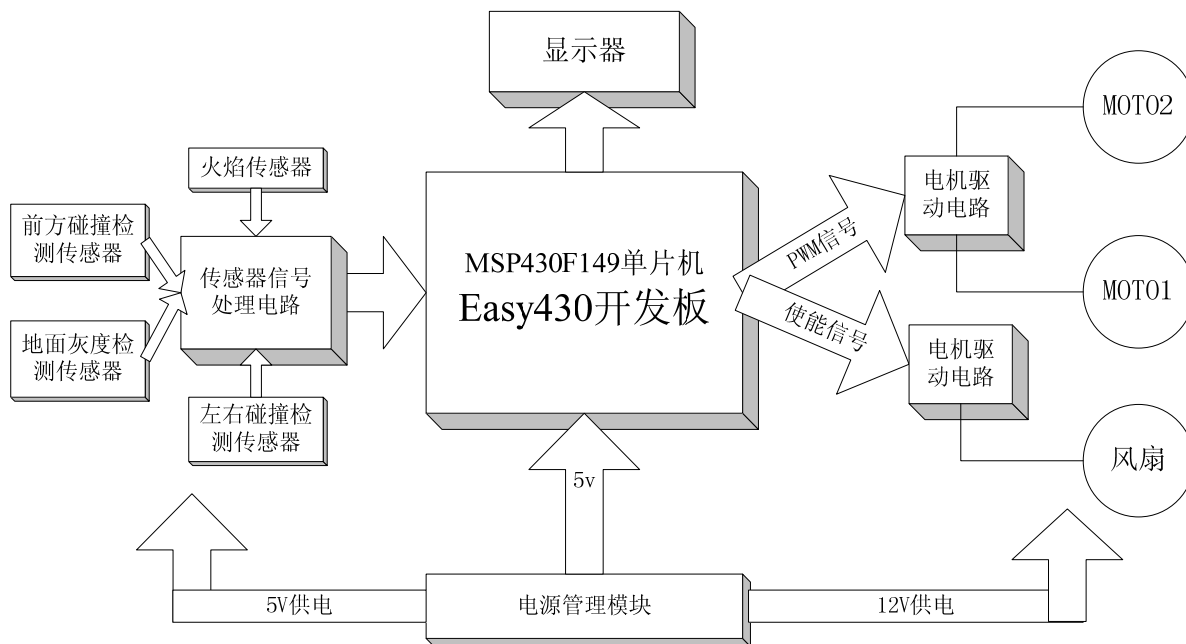 显示器
MOTO2
火焰传感器
电机驱
动电路
前方碰撞检
测传感器
PWM信号
传感器信号
处理电路
MSP430F149单片机
Easy430开发板
MOTO1
使能信号
地面灰度检
测传感器
电机驱
动电路
左右碰撞检
测传感器
风扇
5v
5V供电
电源管理模块
12V供电